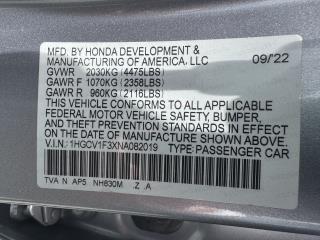 MFD. BY HONDA DEVELOPMENT &
MANUFACTURING OF AMERICA, LLC 09/22
GVWR 2030KG (4475LBS)
GAWR F 1070KG (2358LBS)
GAWR R 960KG (2116LBS)
THIS VEHICLE CONFORMS TO ALL APPLICABLE
FEDERAL MOTOR VEHICLE SAFETY, BUMPER,
AND THEFT PREVENTION STANDARDS IN EFFECT
ON THE DATE OF MANUFACTURE SHOWN ABOVE.
V.I.N.: 1HGCV1F3XNA082019 TYPE: PASSENGER CAR
TVA N AP5 NH830M .Z .A